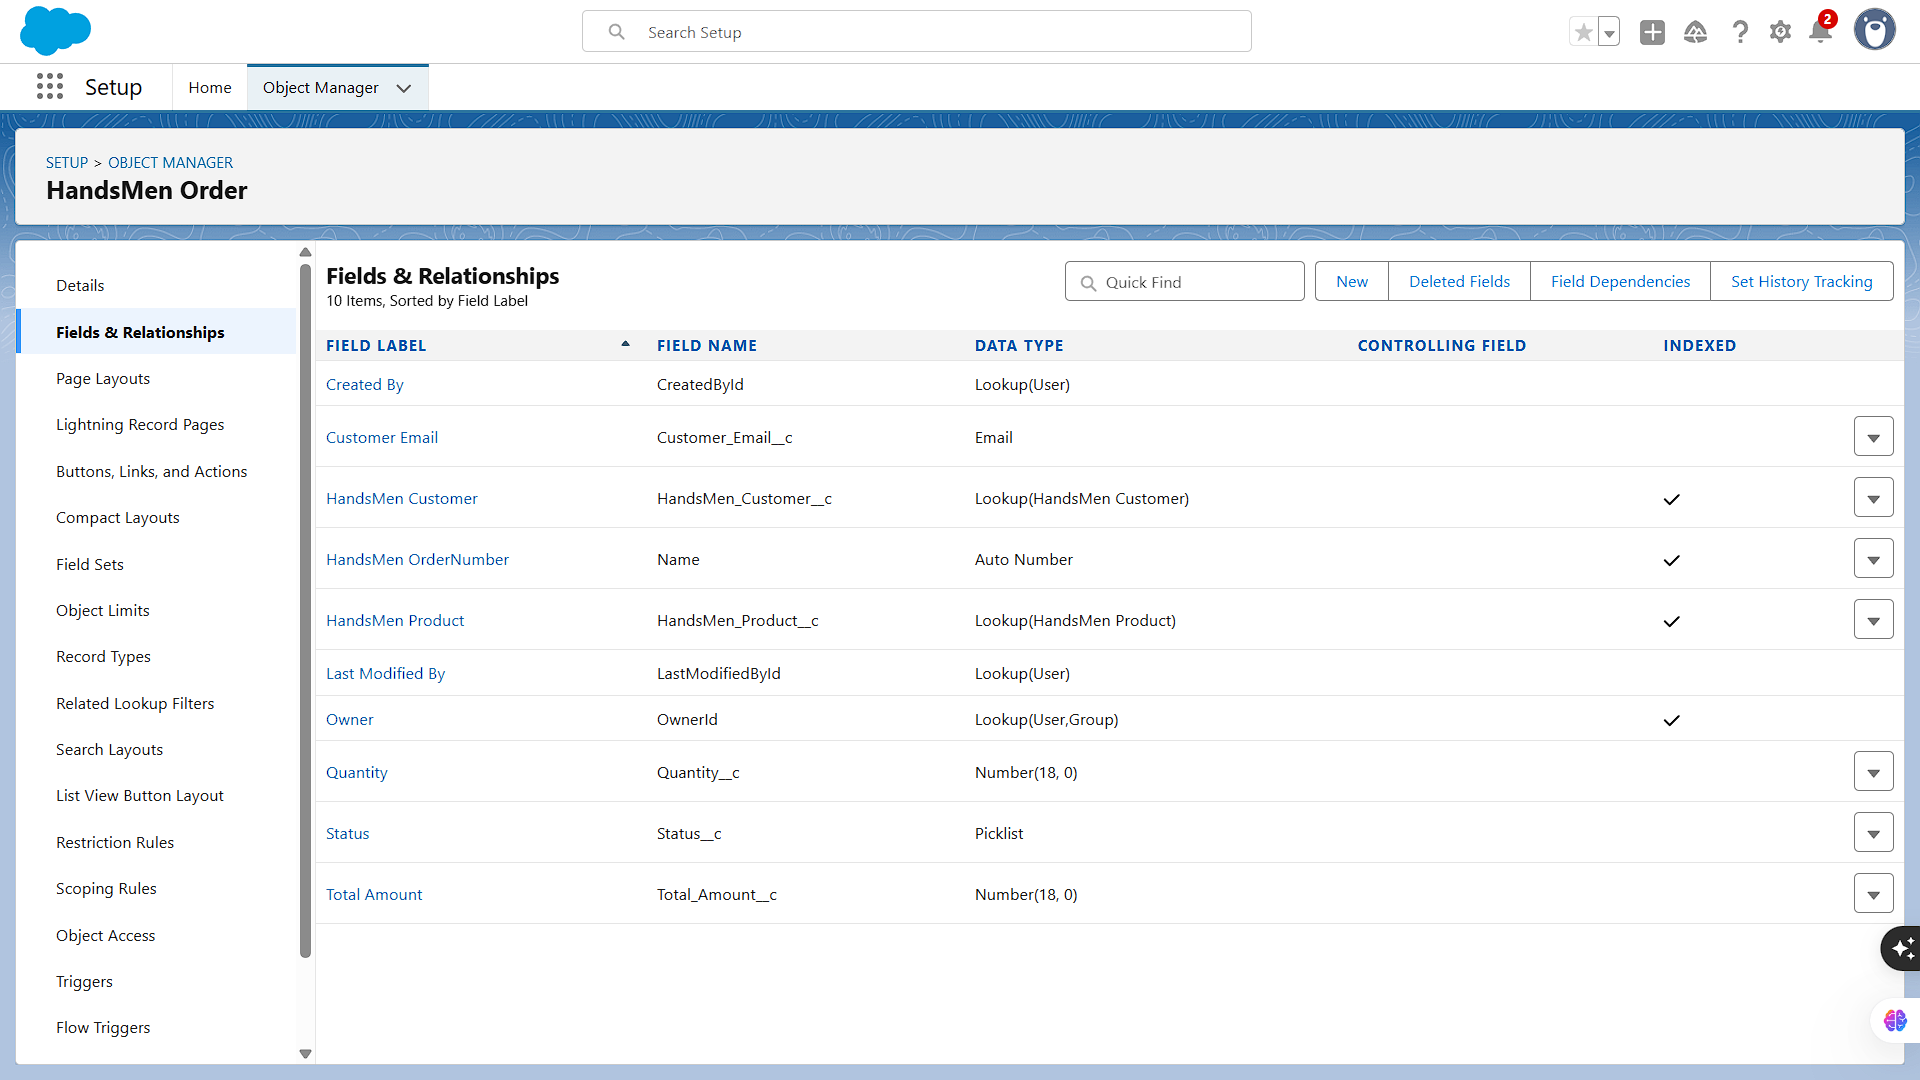 Search Setup
2
Setup
Home
Object Manager
SETUP > OBJECT MANAGER
HandsMen Order
Details
Fields & Relationships
Page Layouts
Lightning Record Pages
Buttons, Links, and Actions
Compact Layouts
Field Sets
Object Limits
Record Types
Related Lookup Filters
Search Layouts
List View Button Layout
Restriction Rules
Scoping Rules
Object Access
Triggers
Flow Triggers
Fields & Relationships
10 Items, Sorted by Field Label
Quick Find
New
Deleted Fields
Field Dependencies
Set History Tracking
FIELD LABEL FIELD NAME DATA TYPE CONTROLLING FIELD INDEXED
Created By CreatedById Lookup(User)
Customer Email Customer_Email__c Email
HandsMen Customer HandsMen_Customer__c Lookup(HandsMen Customer)
HandsMen OrderNumber Name Auto Number
HandsMen Product HandsMen_Product__c Lookup(HandsMen Product)
Last Modified By LastModifiedById Lookup(User)
Owner OwnerId Lookup(User,Group)
Quantity Quantity__c Number(18, 0)
Status Status__c Picklist
Total Amount Total_Amount__c Number(18, 0)